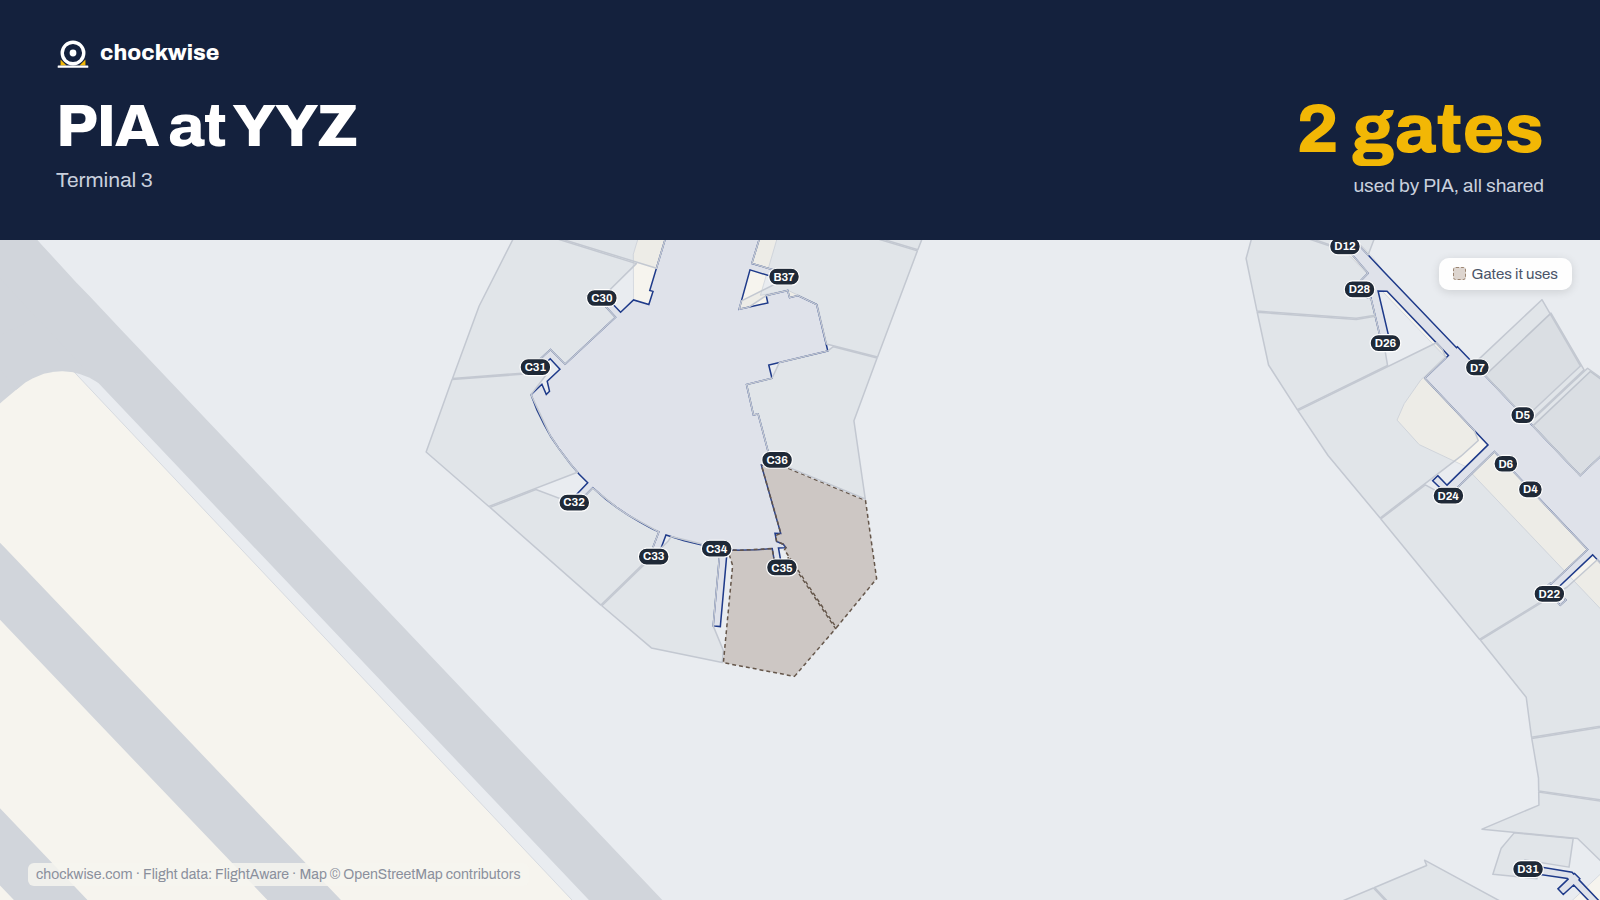 chockwise
PIA at YYZ
Terminal 3
2 gates
used by PIA, all shared
Gates it uses
D12
B37
D28
C30
D26
C31
D7
D5
C36
D6
D4
D24
C32
C34
C33
C35
D22
D31
chockwise.com · Flight data: FlightAware · Map © OpenStreetMap contributors